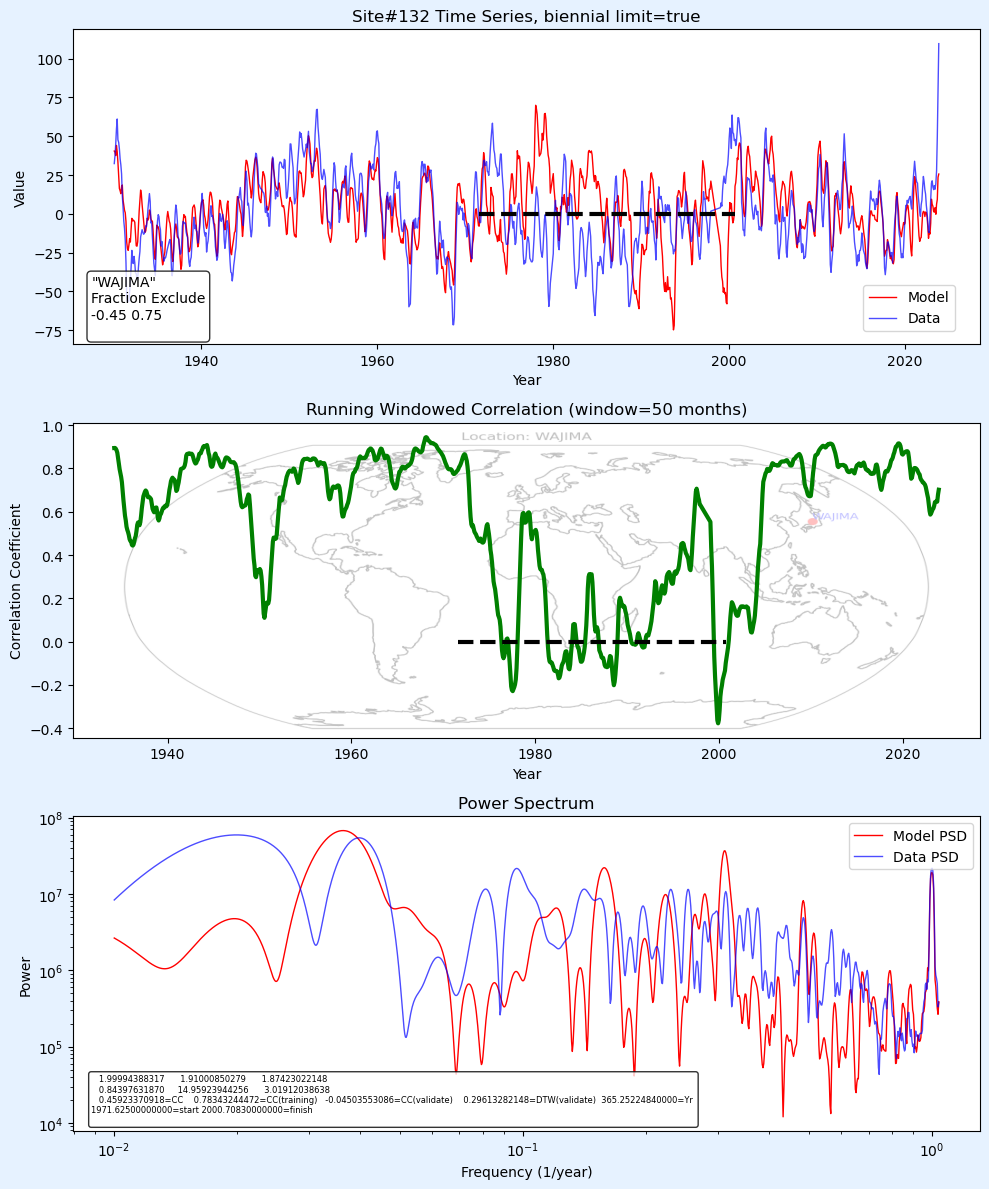 Site#132 Time Series, biennial limit=true
100
75
50
25
0
−25
−50
−75
Value
"WAJIMA"
Fraction Exclude
-0.45 0.75
Model
Data
1940
1960
1980
2000
2020
Year
Running Windowed Correlation (window=50 months)
Location: WAJIMA
WAJIMA
1.0
0.8
0.6
0.4
0.2
0.0
−0.2
−0.4
Correlation Coefficient
1940
1960
1980
2000
2020
Year
Power Spectrum
10⁸
10⁷
10⁶
10⁵
10⁴
Power
Model PSD
Data PSD
1.99994388317 1.91000850279 1.87423022148
0.84397631870 14.95923944256 3.01912038638
0.45923370918=CC 0.78343244472=CC(training) -0.04503553086=CC(validate) 0.29613282148=DTW(validate) 365.25224840000=Yr
1971.62500000000=start 2000.70830000000=finish
10⁻²
10⁻¹
10⁰
Frequency (1/year)